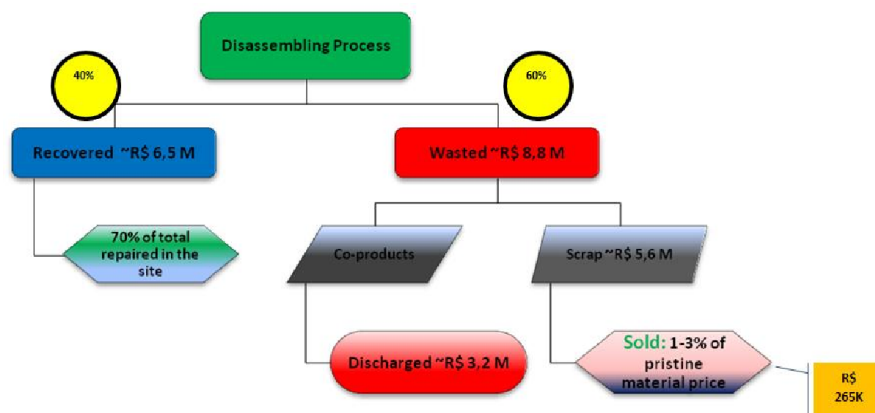 Disassembling Process
40%
60%
Recovered ~R$ 6,5 M
Wasted ~R$ 8,8 M
70% of total
repaired in the
site
Co-products
Scrap ~R$ 5,6 M
Discharged ~R$ 3,2 M
Sold: 1-3% of
pristine
material price
R$
265K